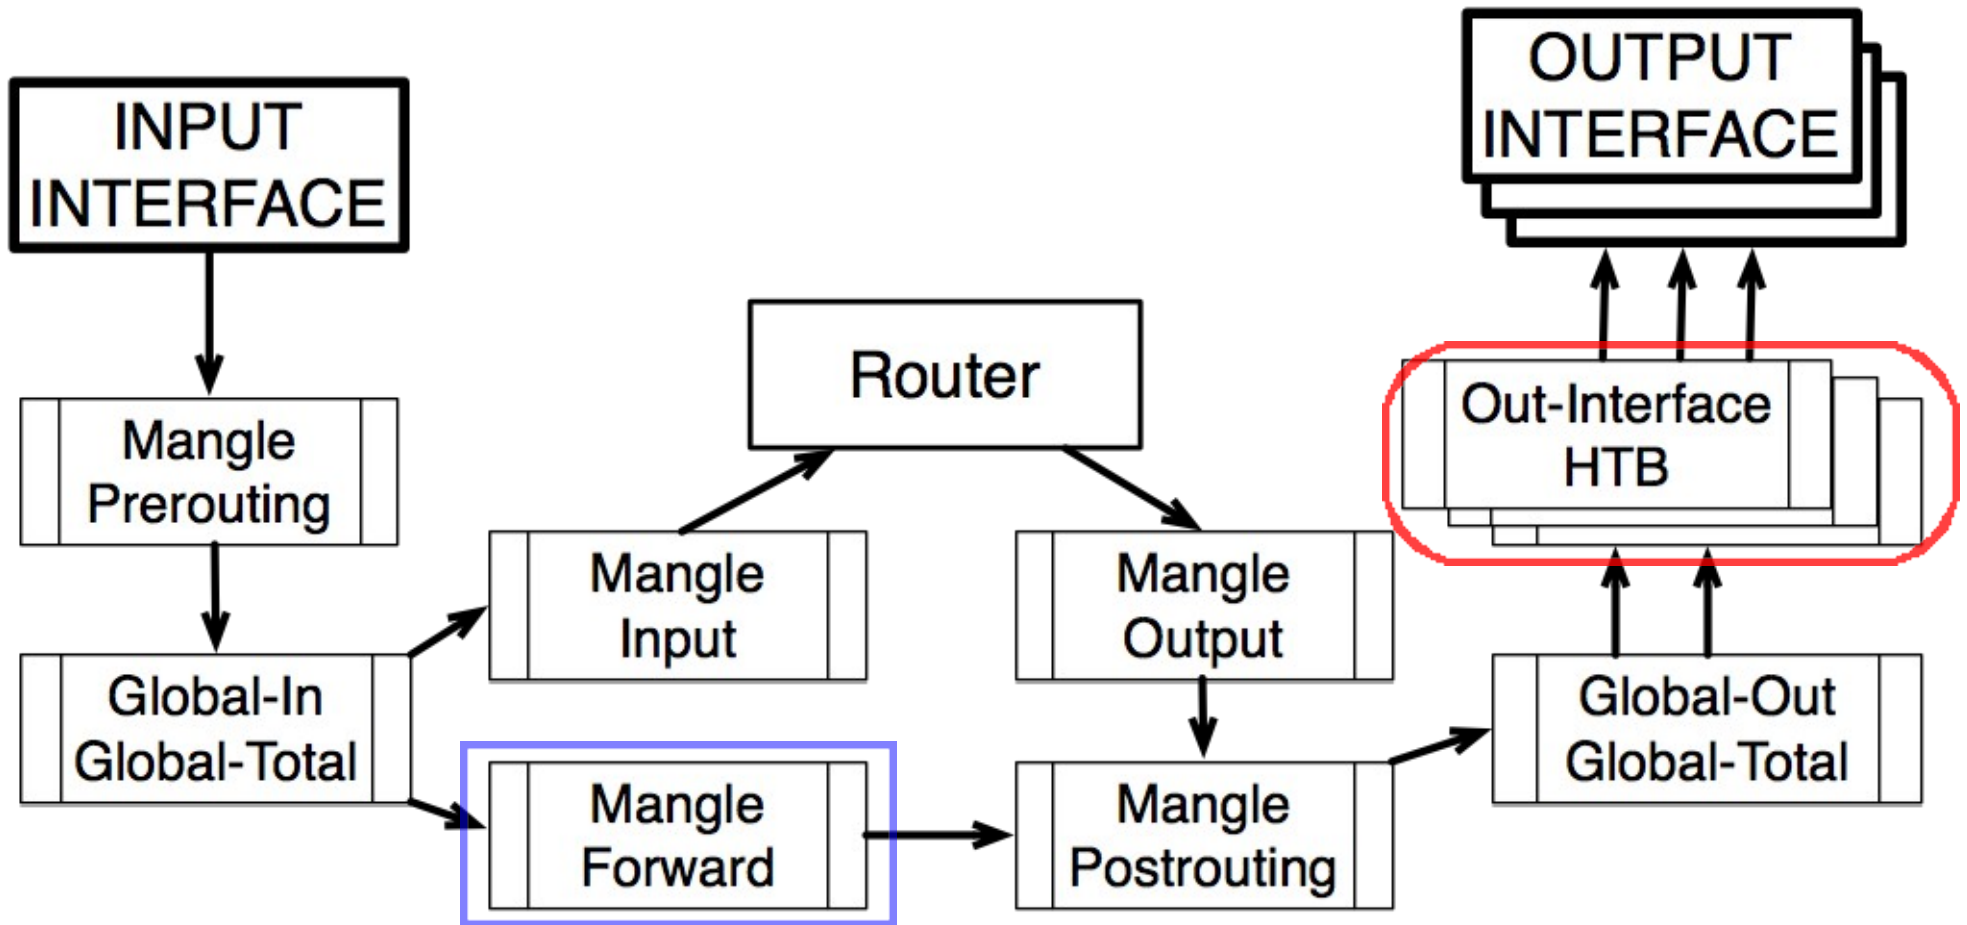 INPUT
INTERFACE
OUTPUT
INTERFACE
Router
Out-Interface
HTB
Mangle
Prerouting
Mangle
Input
Mangle
Output
Global-In
Global-Total
Global-Out
Global-Total
Mangle
Forward
Mangle
Postrouting